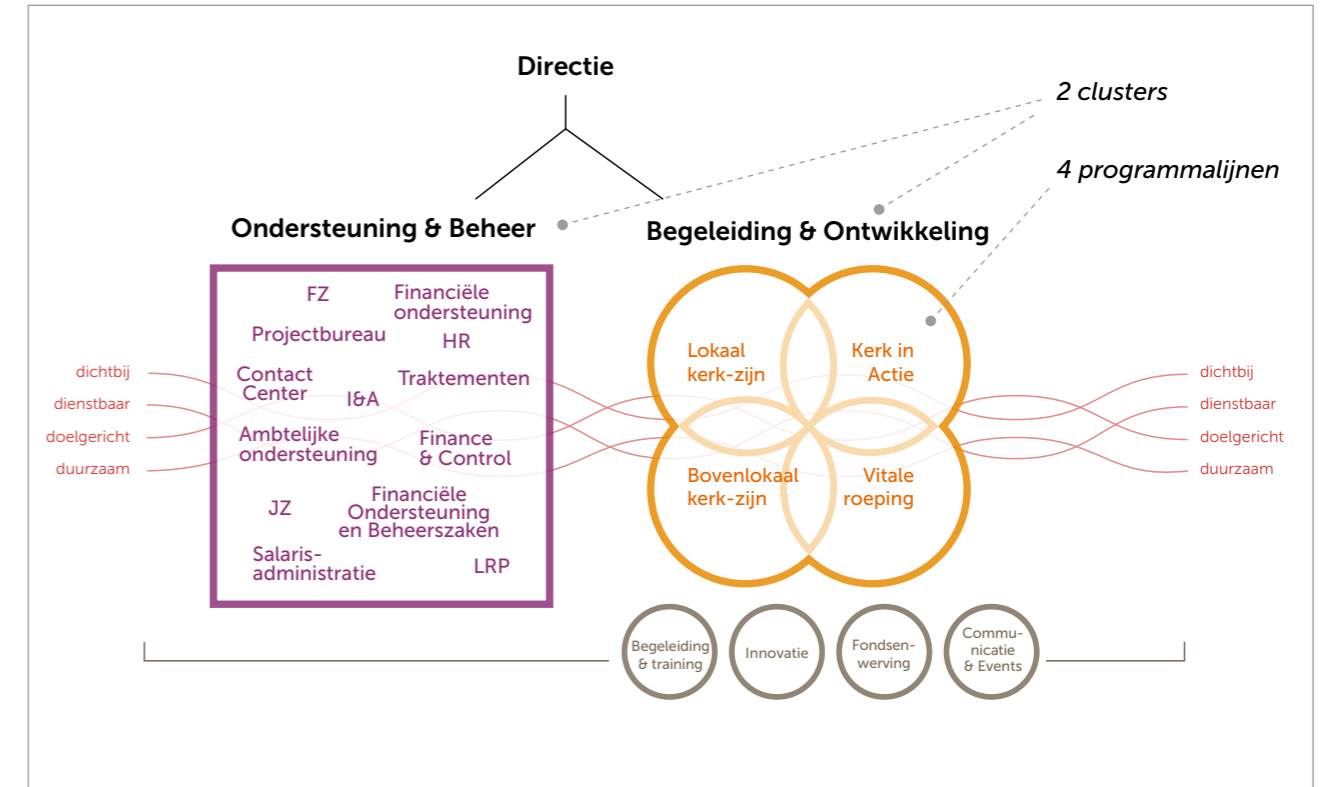 Directie
2 clusters
4 programmalijnen
Ondersteuning & Beheer
Begeleiding & Ontwikkeling
FZ
Financiële
ondersteuning
Projectbureau
HR
Contact
Center
I&A
Traktementen
Ambtelijke
ondersteuning
Finance
& Control
JZ
Financiële
Ondersteuning
en Beheerszaken
Salaris-
administratie
LRP
dichtbij
dienstbaar
doelgericht
duurzaam
Lokaal
kerk-zijn
Kerk in
Actie
Bovenlokaal
kerk-zijn
Vitale
roeping
dichtbij
dienstbaar
doelgericht
duurzaam
Begeleiding
& training
Innovatie
Fondsen-
werving
Commu-
nicatie
& Events